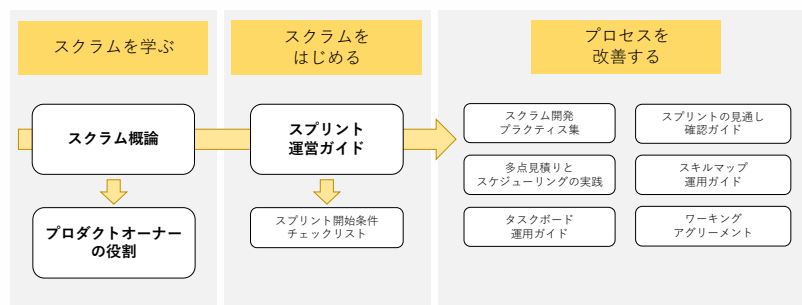 スクラムを学ぶ
スクラム概論
プロダクトオーナー
の役割
スクラムを
はじめる
スプリント
運営ガイド
スプリント開始条件
チェックリスト
プロセスを
改善する
スクラム開発
プラクティス集
スプリントの見通し
確認ガイド
多点見積りと
スケジューリングの実践
スキルマップ
運用ガイド
タスクボード
運用ガイド
ワーキング
アグリーメント